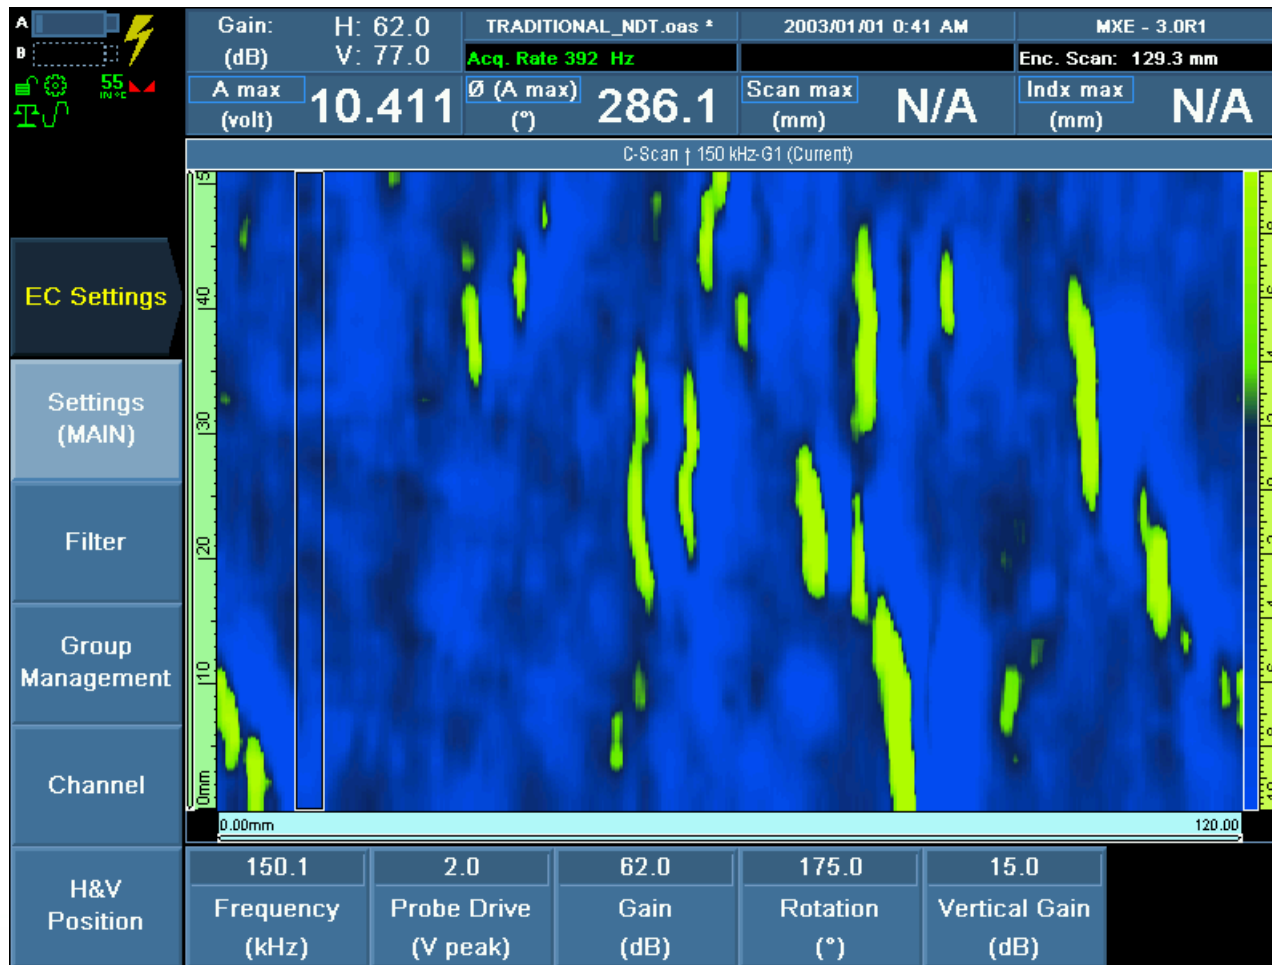 A
B
55
IN °C
Gain: H: 62.0
(dB) V: 77.0
TRADITIONAL_NDT.oas *
2003/01/01 0:41 AM
MXE - 3.0R1
Acq. Rate 392 Hz
Enc. Scan: 129.3 mm
A max
(volt)
10.411
Ø (A max)
(°)
286.1
Scan max
(mm)
N/A
Indx max
(mm)
N/A
C-Scan † 150 kHz-G1 (Current)
EC Settings
Settings
(MAIN)
Filter
Group
Management
Channel
H&V
Position
40
30
20
10
0mm
0.00mm
120.00
150.1
Frequency
(kHz)
2.0
Probe Drive
(V peak)
62.0
Gain
(dB)
175.0
Rotation
(°)
15.0
Vertical Gain
(dB)